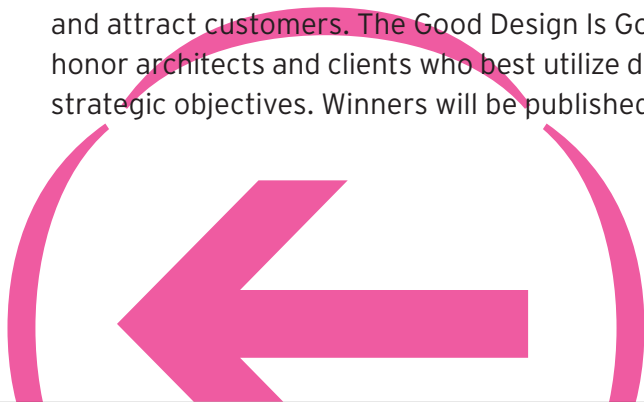 and attract customers. The Good Design Is Go
honor architects and clients who best utilize d
strategic objectives. Winners will be published